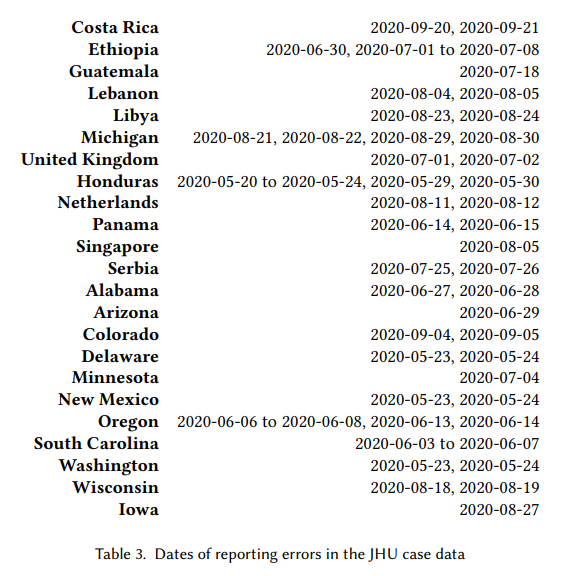 Costa Rica 2020-09-20, 2020-09-21
Ethiopia 2020-06-30, 2020-07-01 to 2020-07-08
Guatemala 2020-07-18
Lebanon 2020-08-04, 2020-08-05
Libya 2020-08-23, 2020-08-24
Michigan 2020-08-21, 2020-08-22, 2020-08-29, 2020-08-30
United Kingdom 2020-07-01, 2020-07-02
Honduras 2020-05-20 to 2020-05-24, 2020-05-29, 2020-05-30
Netherlands 2020-08-11, 2020-08-12
Panama 2020-06-14, 2020-06-15
Singapore 2020-08-05
Serbia 2020-07-25, 2020-07-26
Alabama 2020-06-27, 2020-06-28
Arizona 2020-06-29
Colorado 2020-09-04, 2020-09-05
Delaware 2020-05-23, 2020-05-24
Minnesota 2020-07-04
New Mexico 2020-05-23, 2020-05-24
Oregon 2020-06-06 to 2020-06-08, 2020-06-13, 2020-06-14
South Carolina 2020-06-03 to 2020-06-07
Washington 2020-05-23, 2020-05-24
Wisconsin 2020-08-18, 2020-08-19
Iowa 2020-08-27
Table 3. Dates of reporting errors in the JHU case data